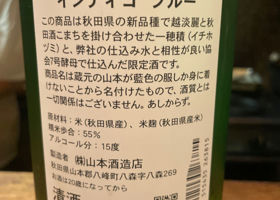 インディゴブルー
この商品は秋田県の新品種で越淡麗と秋
田酒こまちを掛け合わせた一穂積(イチホ
ヅミ)と、弊社の仕込み水と相性が良い協
会7号酵母で仕込んだ限定酒です。
商品名は蔵元の山本が藍色の服しか身に着
けないことから名付けたもので、酒質とは
一切関係はございません。あしからず。
原材料:米(秋田県産)、米麹(秋田県産米)
精米歩合:55%
アルコール分:15度
㈱山本酒造店
秋田県山本郡八峰町八森字八森269
お酒は20歳になってから
清酒